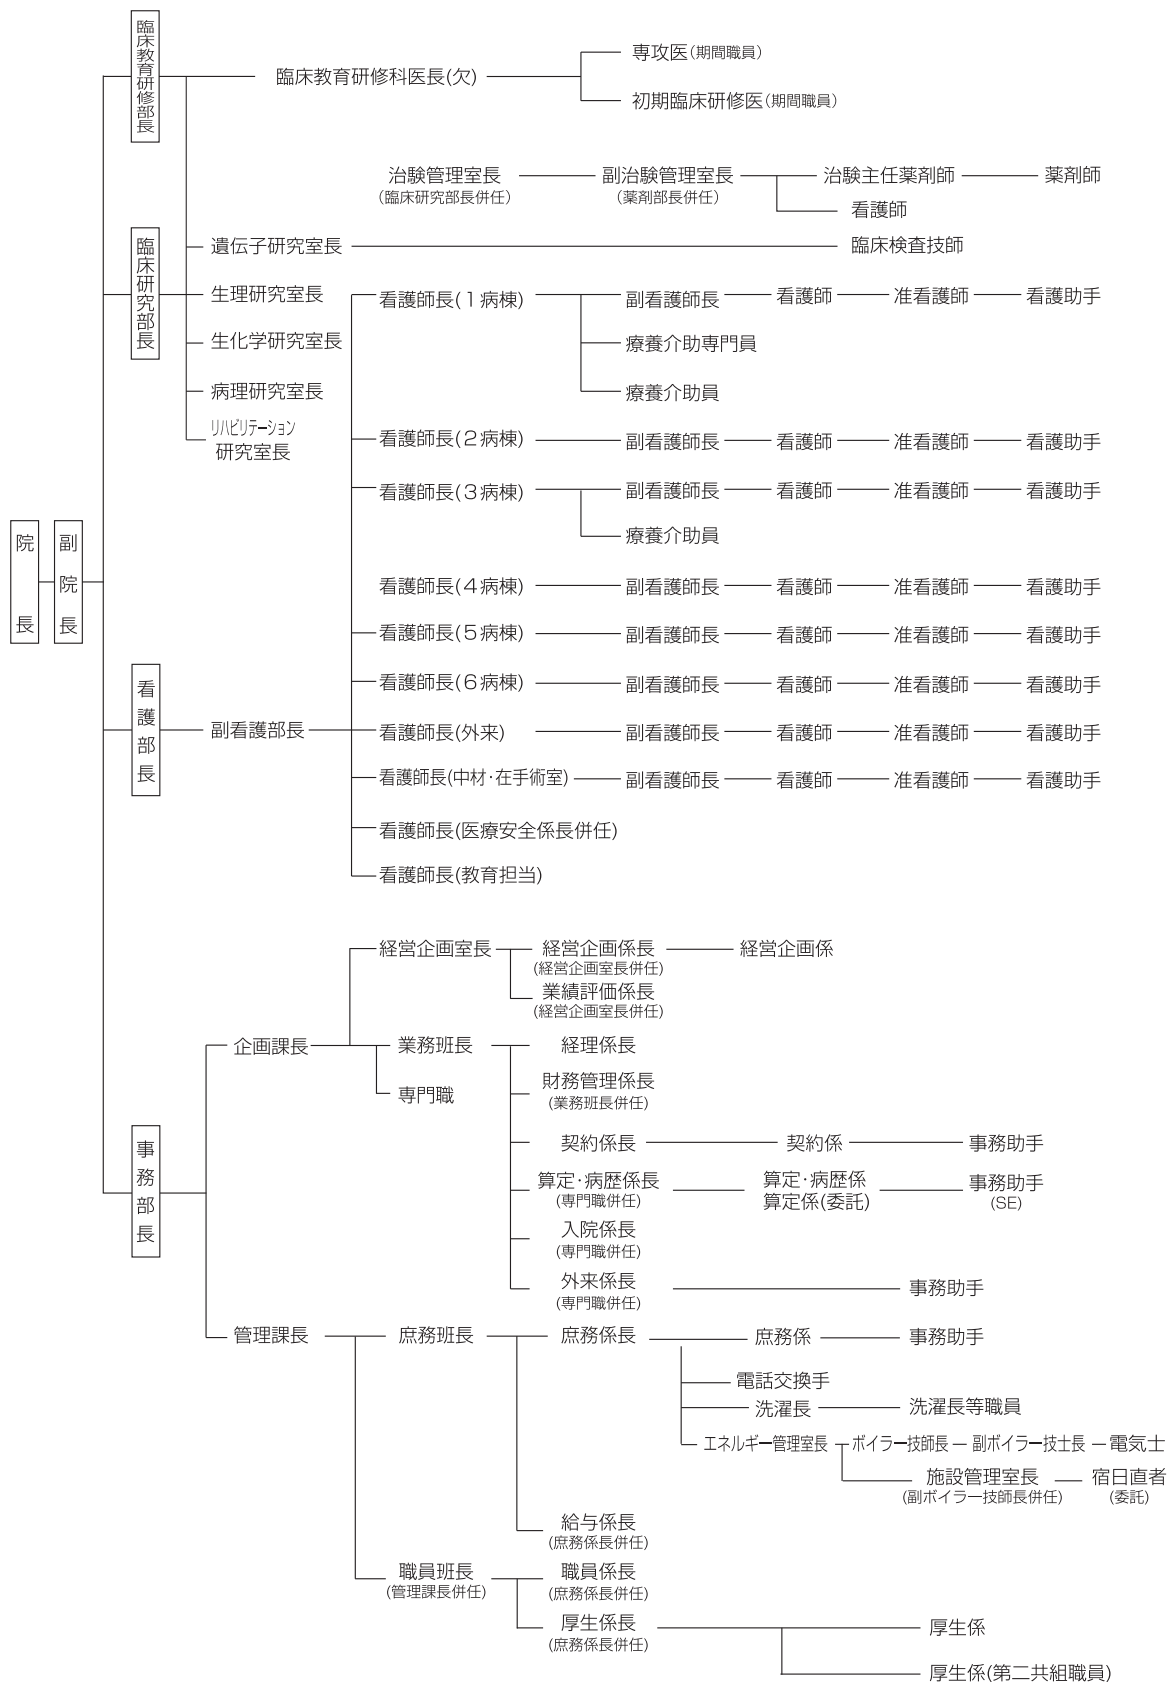 院長
副院長
臨床教育研修部長
臨床教育研修科医長(欠)
専攻医(期間職員)
初期臨床研修医(期間職員)
治験管理室長
(臨床研究部長併任)
副治験管理室長
(薬剤部長併任)
治験主任薬剤師
薬剤師
看護師
臨床研究部長
遺伝子研究室長
臨床検査技師
生理研究室長
生化学研究室長
病理研究室長
リハビリテーション
研究室長
看護部長
副看護部長
看護師長(1病棟)
副看護師長
看護師
准看護師
看護助手
療養介助専門員
療養介助員
看護師長(2病棟)
副看護師長
看護師
准看護師
看護助手
看護師長(3病棟)
副看護師長
看護師
准看護師
看護助手
療養介助員
看護師長(4病棟)
副看護師長
看護師
准看護師
看護助手
看護師長(5病棟)
副看護師長
看護師
准看護師
看護助手
看護師長(6病棟)
副看護師長
看護師
准看護師
看護助手
看護師長(外来)
副看護師長
看護師
准看護師
看護助手
看護師長(中材・在手術室)
副看護師長
看護師
准看護師
看護助手
看護師長(医療安全係長併任)
看護師長(教育担当)
事務部長
企画課長
経営企画室長
経営企画係長
(経営企画室長併任)
経営企画係
業績評価係長
(経営企画室長併任)
業務班長
専門職
経理係長
財務管理係長
(業務班長併任)
契約係長
契約係
事務助手
算定・病歴係長
(専門職併任)
算定・病歴係
算定係(委託)
事務助手
(SE)
入院係長
(専門職併任)
外来係長
(専門職併任)
事務助手
管理課長
庶務班長
庶務係長
庶務係
事務助手
電話交換手
洗濯長
洗濯長等職員
エネルギー管理室長
ボイラー技師長
副ボイラー技士長
電気士
施設管理室長
(副ボイラー技師長併任)
宿日直者
(委託)
給与係長
(庶務係長併任)
職員班長
(管理課長併任)
職員係長
(庶務係長併任)
厚生係長
(庶務係長併任)
厚生係
厚生係(第二共組職員)